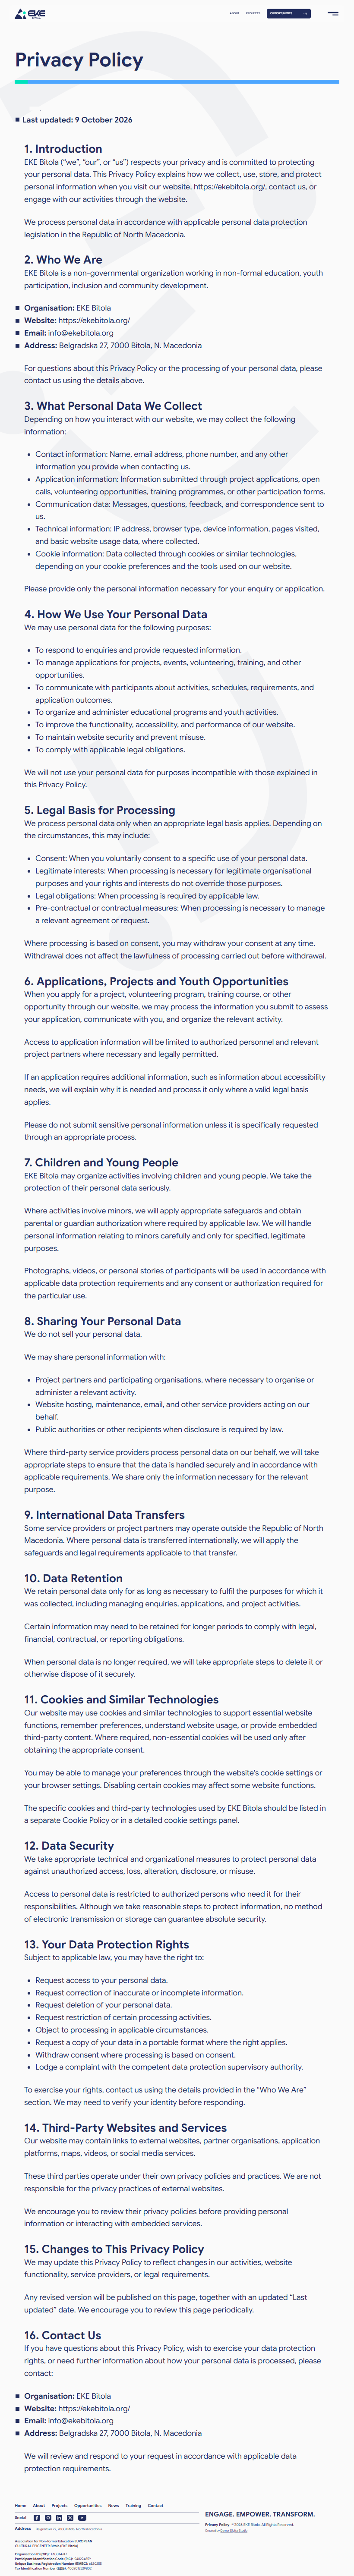 EKE
BITOLA
ABOUT
PROJECTS
OPPORTUNITIES
Privacy Policy
Last updated: 9 October 2026
1. Introduction
EKE Bitola (“we”, “our”, or “us”) respects your privacy and is committed to protecting
your personal data. This Privacy Policy explains how we collect, use, store, and protect
personal information when you visit our website, https://ekebitola.org/, contact us, or
engage with our activities through the website.
We process personal data in accordance with applicable personal data protection
legislation in the Republic of North Macedonia.
2. Who We Are
EKE Bitola is a non-governmental organization working in non-formal education, youth
participation, inclusion and community development.
Organisation: EKE Bitola
Website: https://ekebitola.org/
Email: info@ekebitola.org
Address: Belgradska 27, 7000 Bitola, N. Macedonia
For questions about this Privacy Policy or the processing of your personal data, please
contact us using the details above.
3. What Personal Data We Collect
Depending on how you interact with our website, we may collect the following
information:
Contact information: Name, email address, phone number, and any other
information you provide when contacting us.
Application information: Information submitted through project applications, open
calls, volunteering opportunities, training programmes, or other participation forms.
Communication data: Messages, questions, feedback, and correspondence sent to
us.
Technical information: IP address, browser type, device information, pages visited,
and basic website usage data, where collected.
Cookie information: Data collected through cookies or similar technologies,
depending on your cookie preferences and the tools used on our website.
Please provide only the personal information necessary for your enquiry or application.
4. How We Use Your Personal Data
We may use personal data for the following purposes:
To respond to enquiries and provide requested information.
To manage applications for projects, events, volunteering, training, and other
opportunities.
To communicate with participants about activities, schedules, requirements, and
application outcomes.
To organize and administer educational programs and youth activities.
To improve the functionality, accessibility, and performance of our website.
To maintain website security and prevent misuse.
To comply with applicable legal obligations.
We will not use your personal data for purposes incompatible with those explained in
this Privacy Policy.
5. Legal Basis for Processing
We process personal data only when an appropriate legal basis applies. Depending on
the circumstances, this may include:
Consent: When you voluntarily consent to a specific use of your personal data.
Legitimate interests: When processing is necessary for legitimate organisational
purposes and your rights and interests do not override those purposes.
Legal obligations: When processing is required by applicable law.
Pre-contractual or contractual measures: When processing is necessary to manage
a relevant agreement or request.
Where processing is based on consent, you may withdraw your consent at any time.
Withdrawal does not affect the lawfulness of processing carried out before withdrawal.
6. Applications, Projects and Youth Opportunities
When you apply for a project, volunteering program, training course, or other
opportunity through our website, we may process the information you submit to assess
your application, communicate with you, and organize the relevant activity.
Access to application information will be limited to authorized personnel and relevant
project partners where necessary and legally permitted.
If an application requires additional information, such as information about accessibility
needs, we will explain why it is needed and process it only where a valid legal basis
applies.
Please do not submit sensitive personal information unless it is specifically requested
through an appropriate process.
7. Children and Young People
EKE Bitola may organize activities involving children and young people. We take the
protection of their personal data seriously.
Where activities involve minors, we will apply appropriate safeguards and obtain
parental or guardian authorization where required by applicable law. We will handle
personal information relating to minors carefully and only for specified, legitimate
purposes.
Photographs, videos, or personal stories of participants will be used in accordance with
applicable data protection requirements and any consent or authorization required for
the particular use.
8. Sharing Your Personal Data
We do not sell your personal data.
We may share personal information with:
Project partners and participating organisations, where necessary to organise or
administer a relevant activity.
Website hosting, maintenance, email, and other service providers acting on our
behalf.
Public authorities or other recipients when disclosure is required by law.
Where third-party service providers process personal data on our behalf, we will take
appropriate steps to ensure that the data is handled securely and in accordance with
applicable requirements. We share only the information necessary for the relevant
purpose.
9. International Data Transfers
Some service providers or project partners may operate outside the Republic of North
Macedonia. Where personal data is transferred internationally, we will apply the
safeguards and legal requirements applicable to that transfer.
10. Data Retention
We retain personal data only for as long as necessary to fulfil the purposes for which it
was collected, including managing enquiries, applications, and project activities.
Certain information may need to be retained for longer periods to comply with legal,
financial, contractual, or reporting obligations.
When personal data is no longer required, we will take appropriate steps to delete it or
otherwise dispose of it securely.
11. Cookies and Similar Technologies
Our website may use cookies and similar technologies to support essential website
functions, remember preferences, understand website usage, or provide embedded
third-party content. Where required, non-essential cookies will be used only after
obtaining the appropriate consent.
You may be able to manage your preferences through the website's cookie settings or
your browser settings. Disabling certain cookies may affect some website functions.
The specific cookies and third-party technologies used by EKE Bitola should be listed in
a separate Cookie Policy or in a detailed cookie settings panel.
12. Data Security
We take appropriate technical and organizational measures to protect personal data
against unauthorized access, loss, alteration, disclosure, or misuse.
Access to personal data is restricted to authorized persons who need it for their
responsibilities. Although we take reasonable steps to protect information, no method
of electronic transmission or storage can guarantee absolute security.
13. Your Data Protection Rights
Subject to applicable law, you may have the right to:
Request access to your personal data.
Request correction of inaccurate or incomplete information.
Request deletion of your personal data.
Request restriction of certain processing activities.
Object to processing in applicable circumstances.
Request a copy of your data in a portable format where the right applies.
Withdraw consent where processing is based on consent.
Lodge a complaint with the competent data protection supervisory authority.
To exercise your rights, contact us using the details provided in the “Who We Are”
section. We may need to verify your identity before responding.
14. Third-Party Websites and Services
Our website may contain links to external websites, partner organisations, application
platforms, maps, videos, or social media services.
These third parties operate under their own privacy policies and practices. We are not
responsible for the privacy practices of external websites.
We encourage you to review their privacy policies before providing personal
information or interacting with embedded services.
15. Changes to This Privacy Policy
We may update this Privacy Policy to reflect changes in our activities, website
functionality, service providers, or legal requirements.
Any revised version will be published on this page, together with an updated “Last
updated” date. We encourage you to review this page periodically.
16. Contact Us
If you have questions about this Privacy Policy, wish to exercise your data protection
rights, or need further information about how your personal data is processed, please
contact:
Organisation: EKE Bitola
Website: https://ekebitola.org/
Email: info@ekebitola.org
Address: Belgradska 27, 7000 Bitola, N. Macedonia
We will review and respond to your request in accordance with applicable data
protection requirements.
Home About Projects Opportunities News Training Contact
Social
Address Belgradska 27, 7000 Bitola, North Macedonia
ENGAGE. EMPOWER. TRANSFORM.
Privacy Policy © 2026 EKE Bitola. All Rights Reserved.
Created by
Association for Non-formal Education EUROPEAN
CULTURAL EPICENTER Bitola (EKE Bitola)
Organisation ID (OID):
Participant Identification Code (PIC):
Unique Business Registration Number
Tax Identification Number